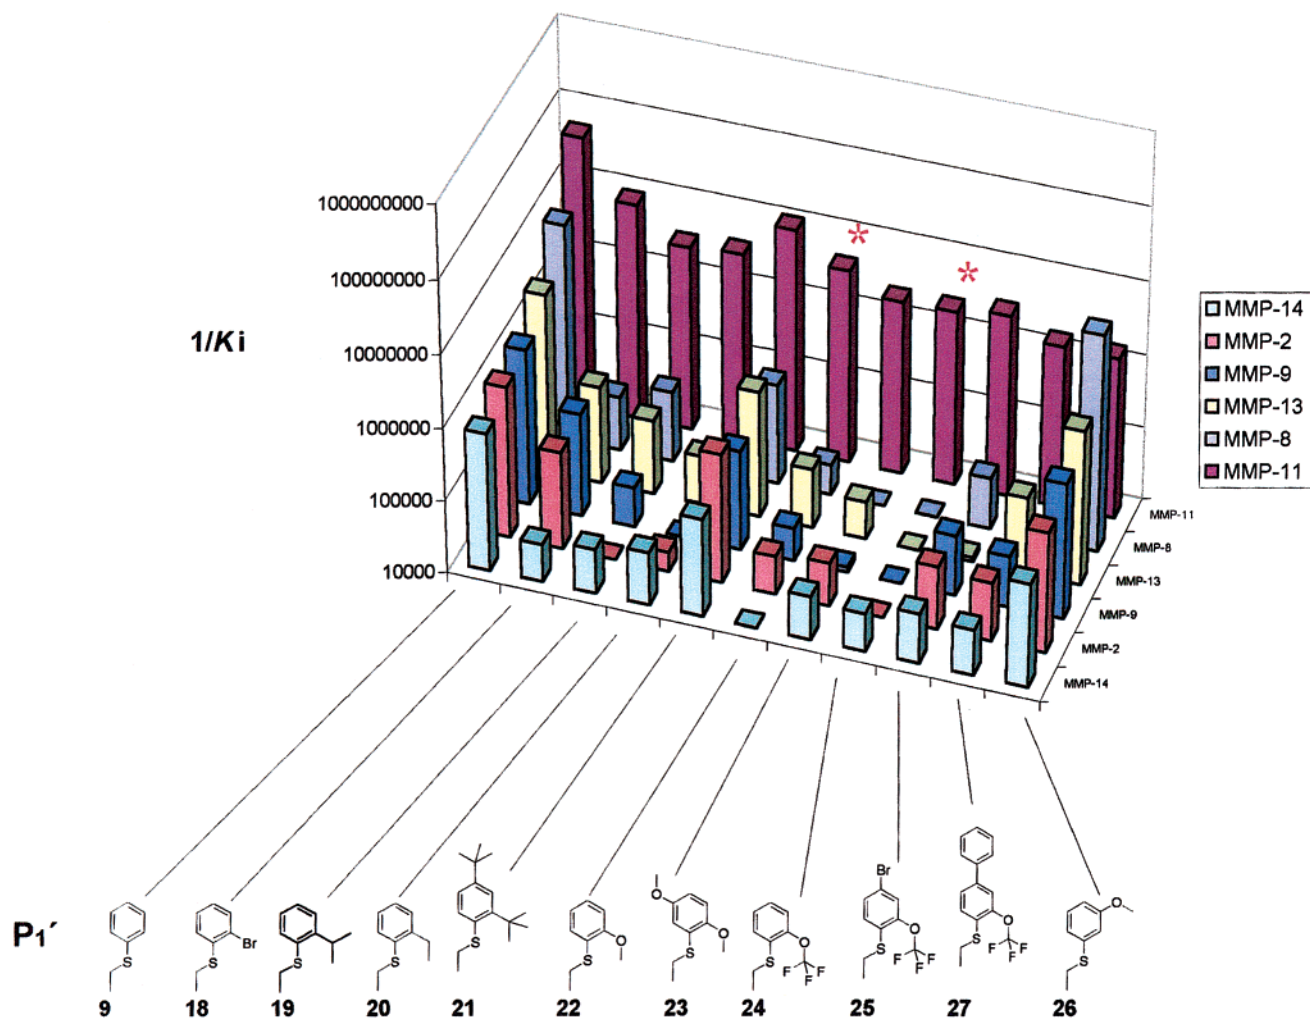 1000000000
100000000
10000000
1000000
100000
10000
1/Ki
*
*
MMP-14
MMP-2
MMP-9
MMP-13
MMP-8
MMP-11
MMP-11
MMP-8
MMP-13
MMP-9
MMP-2
MMP-14
P1´
S
S
Br
S
S
S
S
O
O
S
O
S
O
F
F
F
Br
S
O
F
F
F
S
O
F
F
F
S
O
9 18 19 20 21 22 23 24 25 27 26